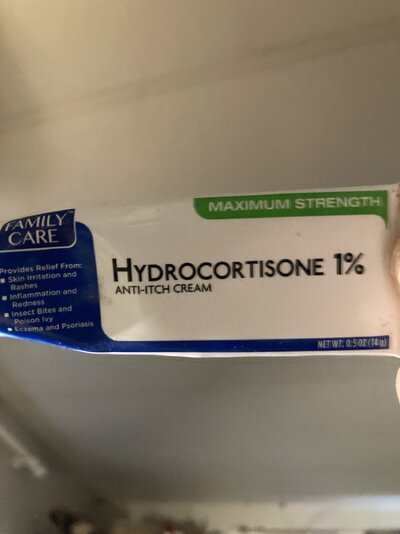 FAMILY™
CARE
Provides Relief From:
■ Skin Irritation and
Rashes
■ Inflammation and
Redness
■ Insect Bites and
Poison Ivy
■ Eczema and Psoriasis
MAXIMUM STRENGTH
HYDROCORTISONE 1%
ANTI-ITCH CREAM
NET WT. 0.5 OZ (14 g)